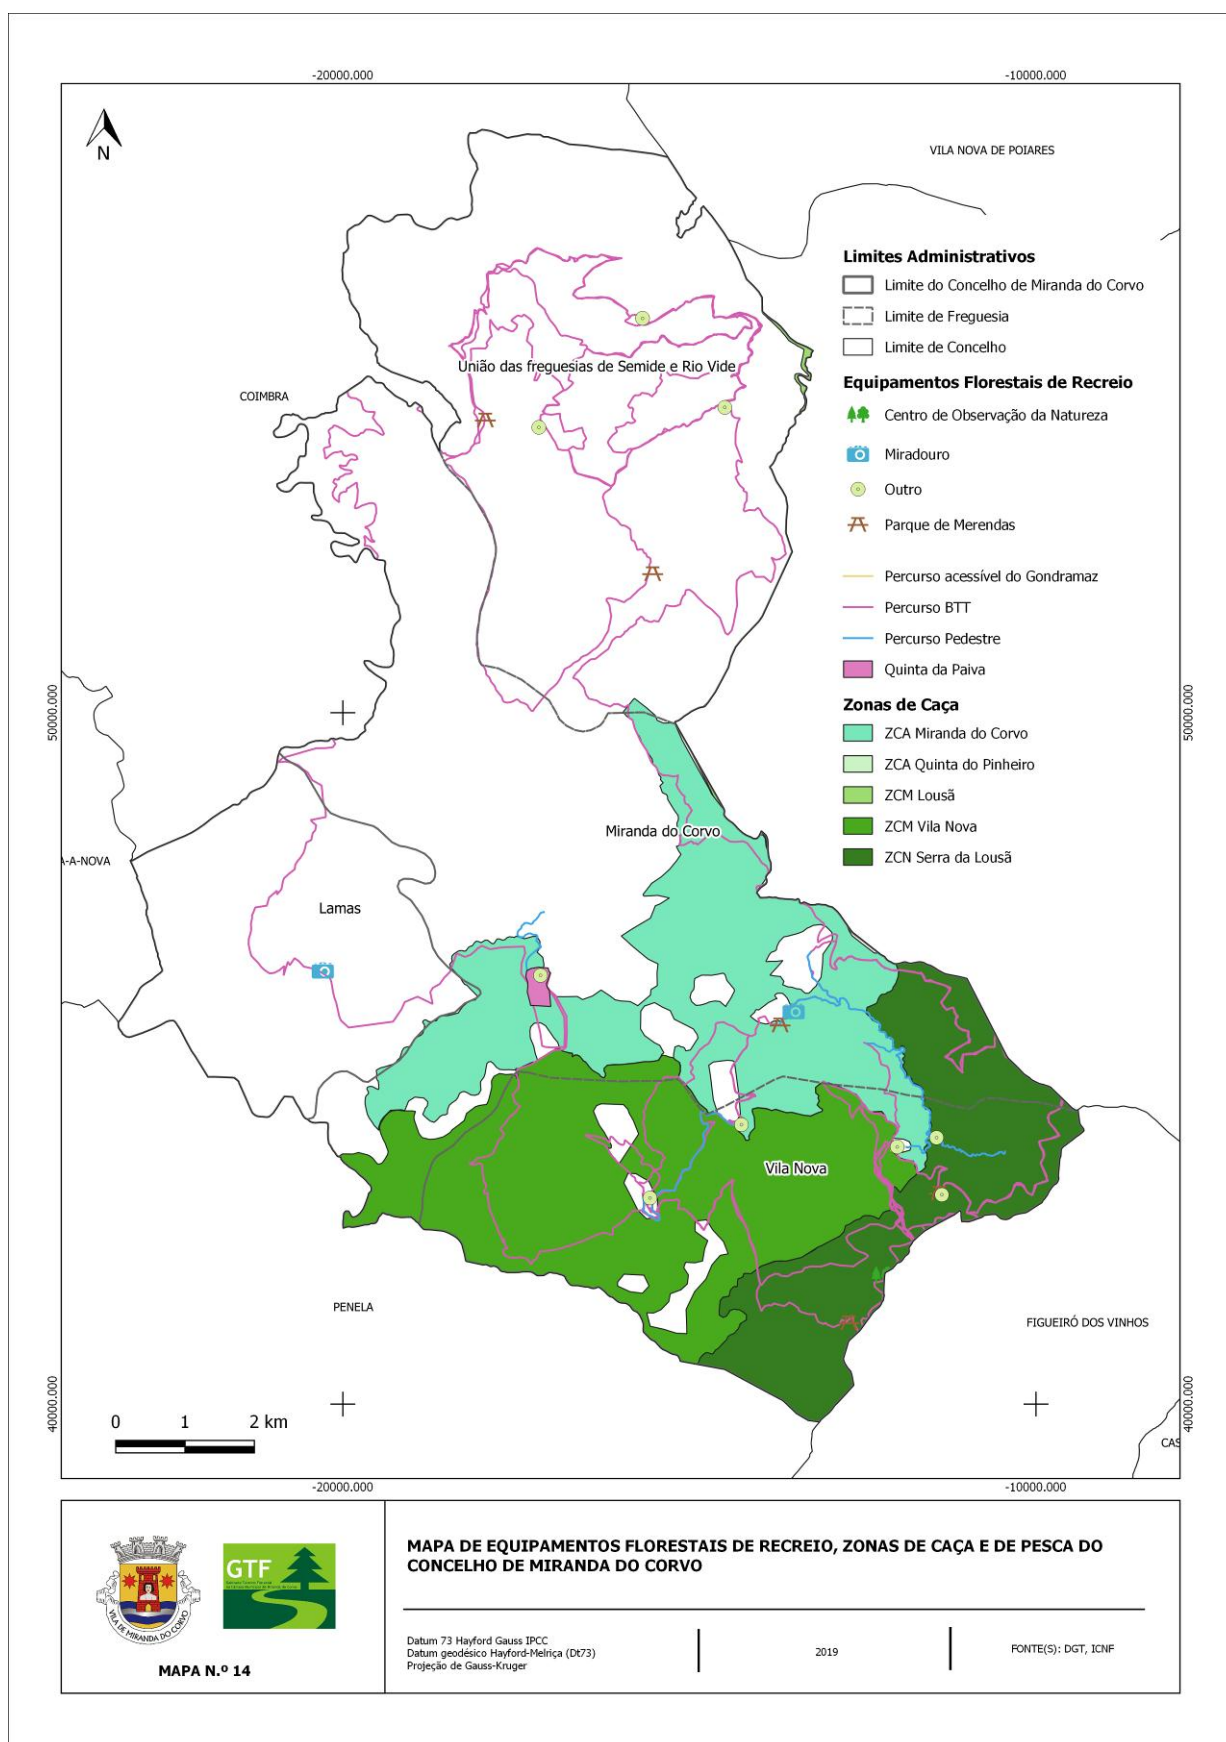 -20000.000
-10000.000
N
VILA NOVA DE POIARES
Limites Administrativos
Limite do Concelho de Miranda do Corvo
Limite de Freguesia
Limite de Concelho
Equipamentos Florestais de Recreio
Centro de Observação da Natureza
Miradouro
Outro
Parque de Merendas
Percurso acessível do Gondramaz
Percurso BTT
Percurso Pedestre
Quinta da Paiva
Zonas de Caça
ZCA Miranda do Corvo
ZCA Quinta do Pinheiro
ZCM Lousã
ZCM Vila Nova
ZCN Serra da Lousã
União das freguesias de Semide e Rio Vide
COIMBRA
50000.000
50000.000
Miranda do Corvo
A-A-NOVA
Lamas
Vila Nova
PENELA
FIGUEIRÓ DOS VINHOS
40000.000
40000.000
0 1 2 km
CAS
-20000.000
-10000.000
GTF
VILA DE MIRANDA DO CORVO
MAPA N.º 14
MAPA DE EQUIPAMENTOS FLORESTAIS DE RECREIO, ZONAS DE CAÇA E DE PESCA DO
CONCELHO DE MIRANDA DO CORVO
Datum 73 Hayford Gauss IPCC
Datum geodésico Hayford-Melriça (Dt73)
Projeção de Gauss-Kruger
2019
FONTE(S): DGT, ICNF